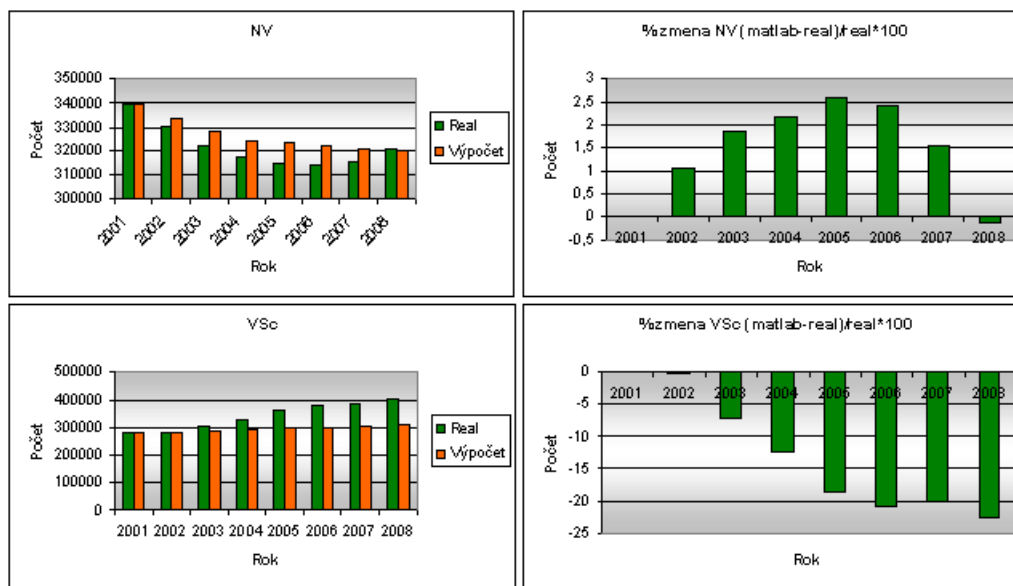 NV
350000
340000
330000
320000
310000
300000
Počet
2001 2002 2003 2004 2005 2006 2007 2008
Rok
Real
Výpočet
%zmena NV (matlab-real)/real*100
3
2,5
2
1,5
1
0,5
0
-0,5
Počet
2001 2002 2003 2004 2005 2006 2007 2008
Rok
VSc
500000
400000
300000
200000
100000
0
Počet
2001 2002 2003 2004 2005 2006 2007 2008
Rok
Real
Výpočet
%zmena VSc (matlab-real)/real*100
0
-5
-10
-15
-20
-25
Počet
2001 2002 2003 2004 2005 2006 2007 2008
Rok